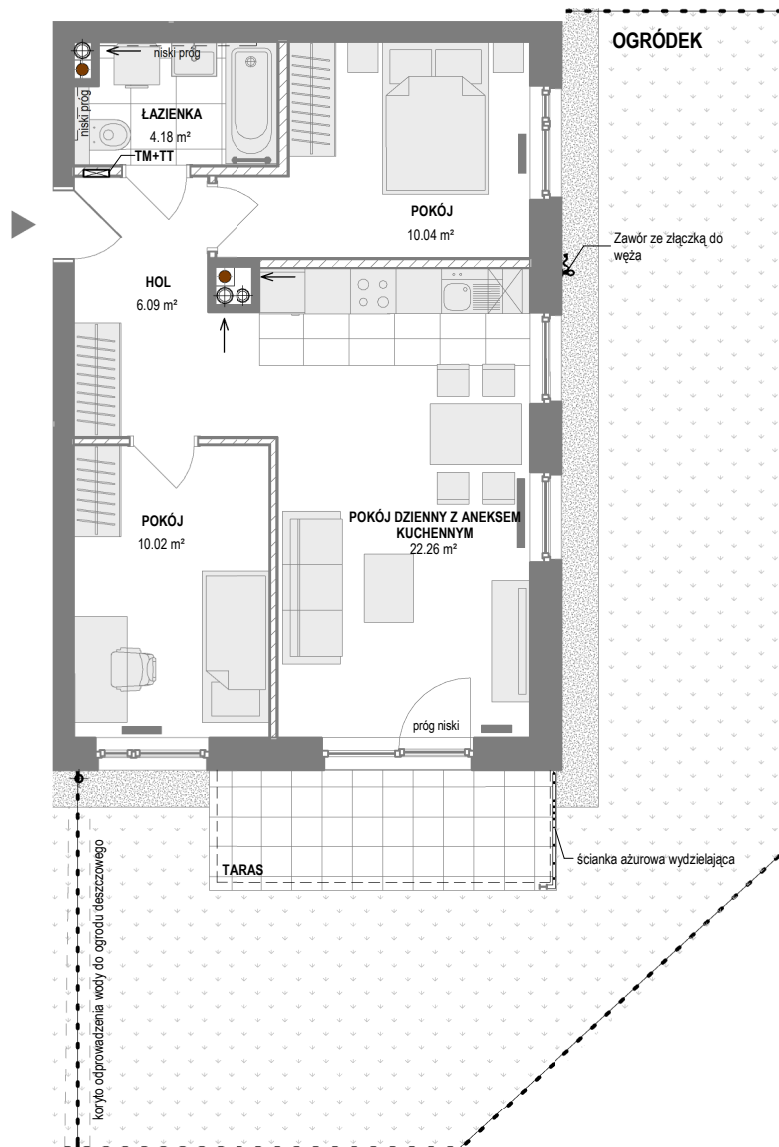 OGRÓDEK
niski próg
niski próg
ŁAZIENKA
4.18 m²
TM+TT
POKÓJ
10.04 m²
Zawór ze złączką do
węża
HOL
6.09 m²
POKÓJ
10.02 m²
POKÓJ DZIENNY Z ANEKSEM
KUCHENNYM
22.26 m²
próg niski
TARAS
ścianka ażurowa wydzielająca
koryto odprowadzenia wody do ogrodu deszczowego